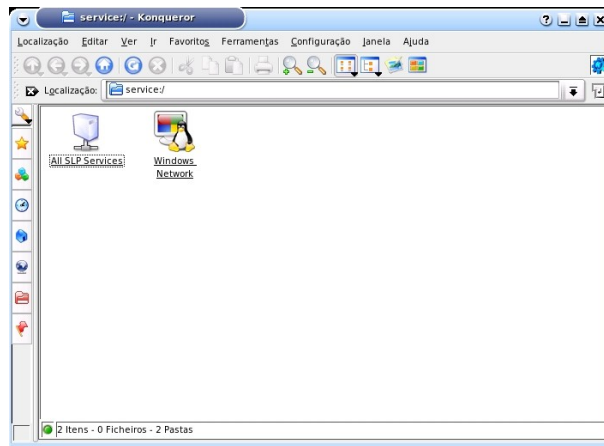 service:/ - Konqueror
Localização Editar Ver Ir Favoritos Ferramentas Configuração Janela Ajuda
Localização: service:/
All SLP Services
Windows
Network
2 Itens - 0 Ficheiros - 2 Pastas